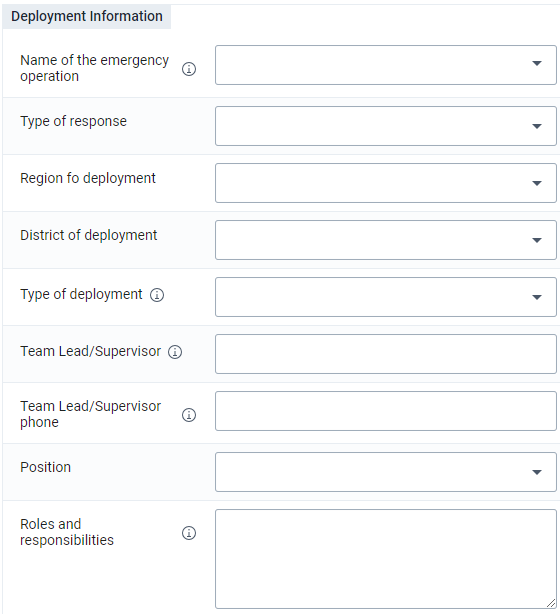 Deployment Information
Name of the emergency
operation
Type of response
Region fo deployment
District of deployment
Type of deployment
Team Lead/Supervisor
Team Lead/Supervisor
phone
Position
Roles and
responsibilities